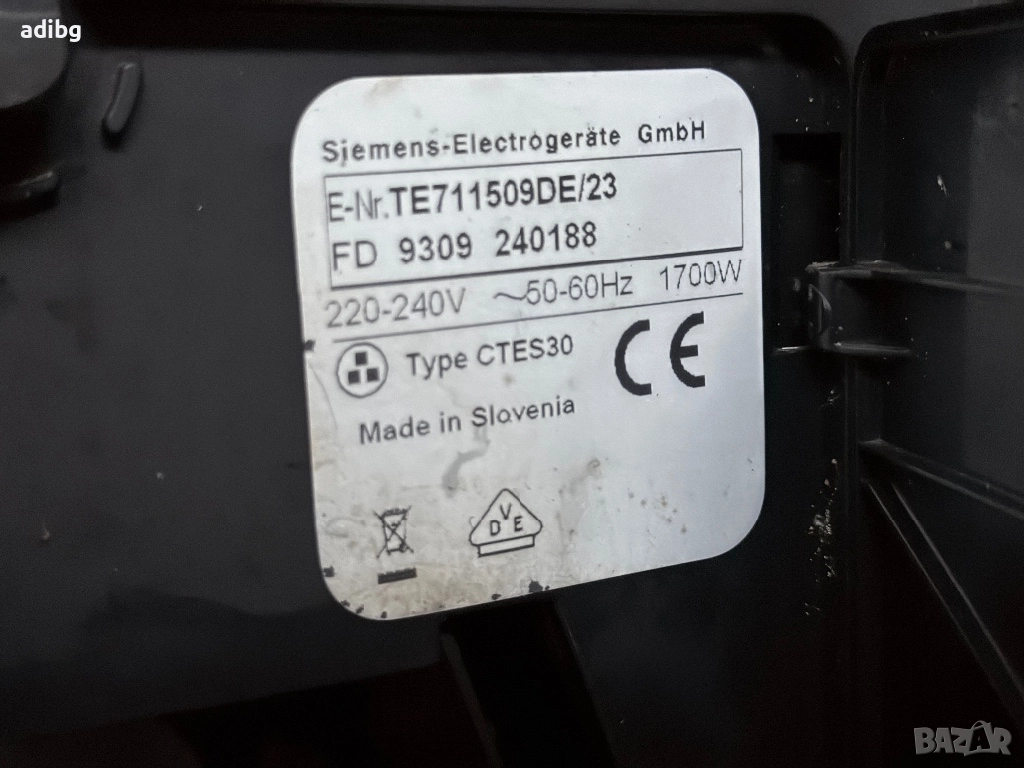 adibg
Siemens-Electrogeräte GmbH
E-Nr. TE711509DE/23
FD 9309 240188
220-240V ~50-60Hz 1700W
Type CTES30
CE
Made in Slovenia
VDE
BAZAR